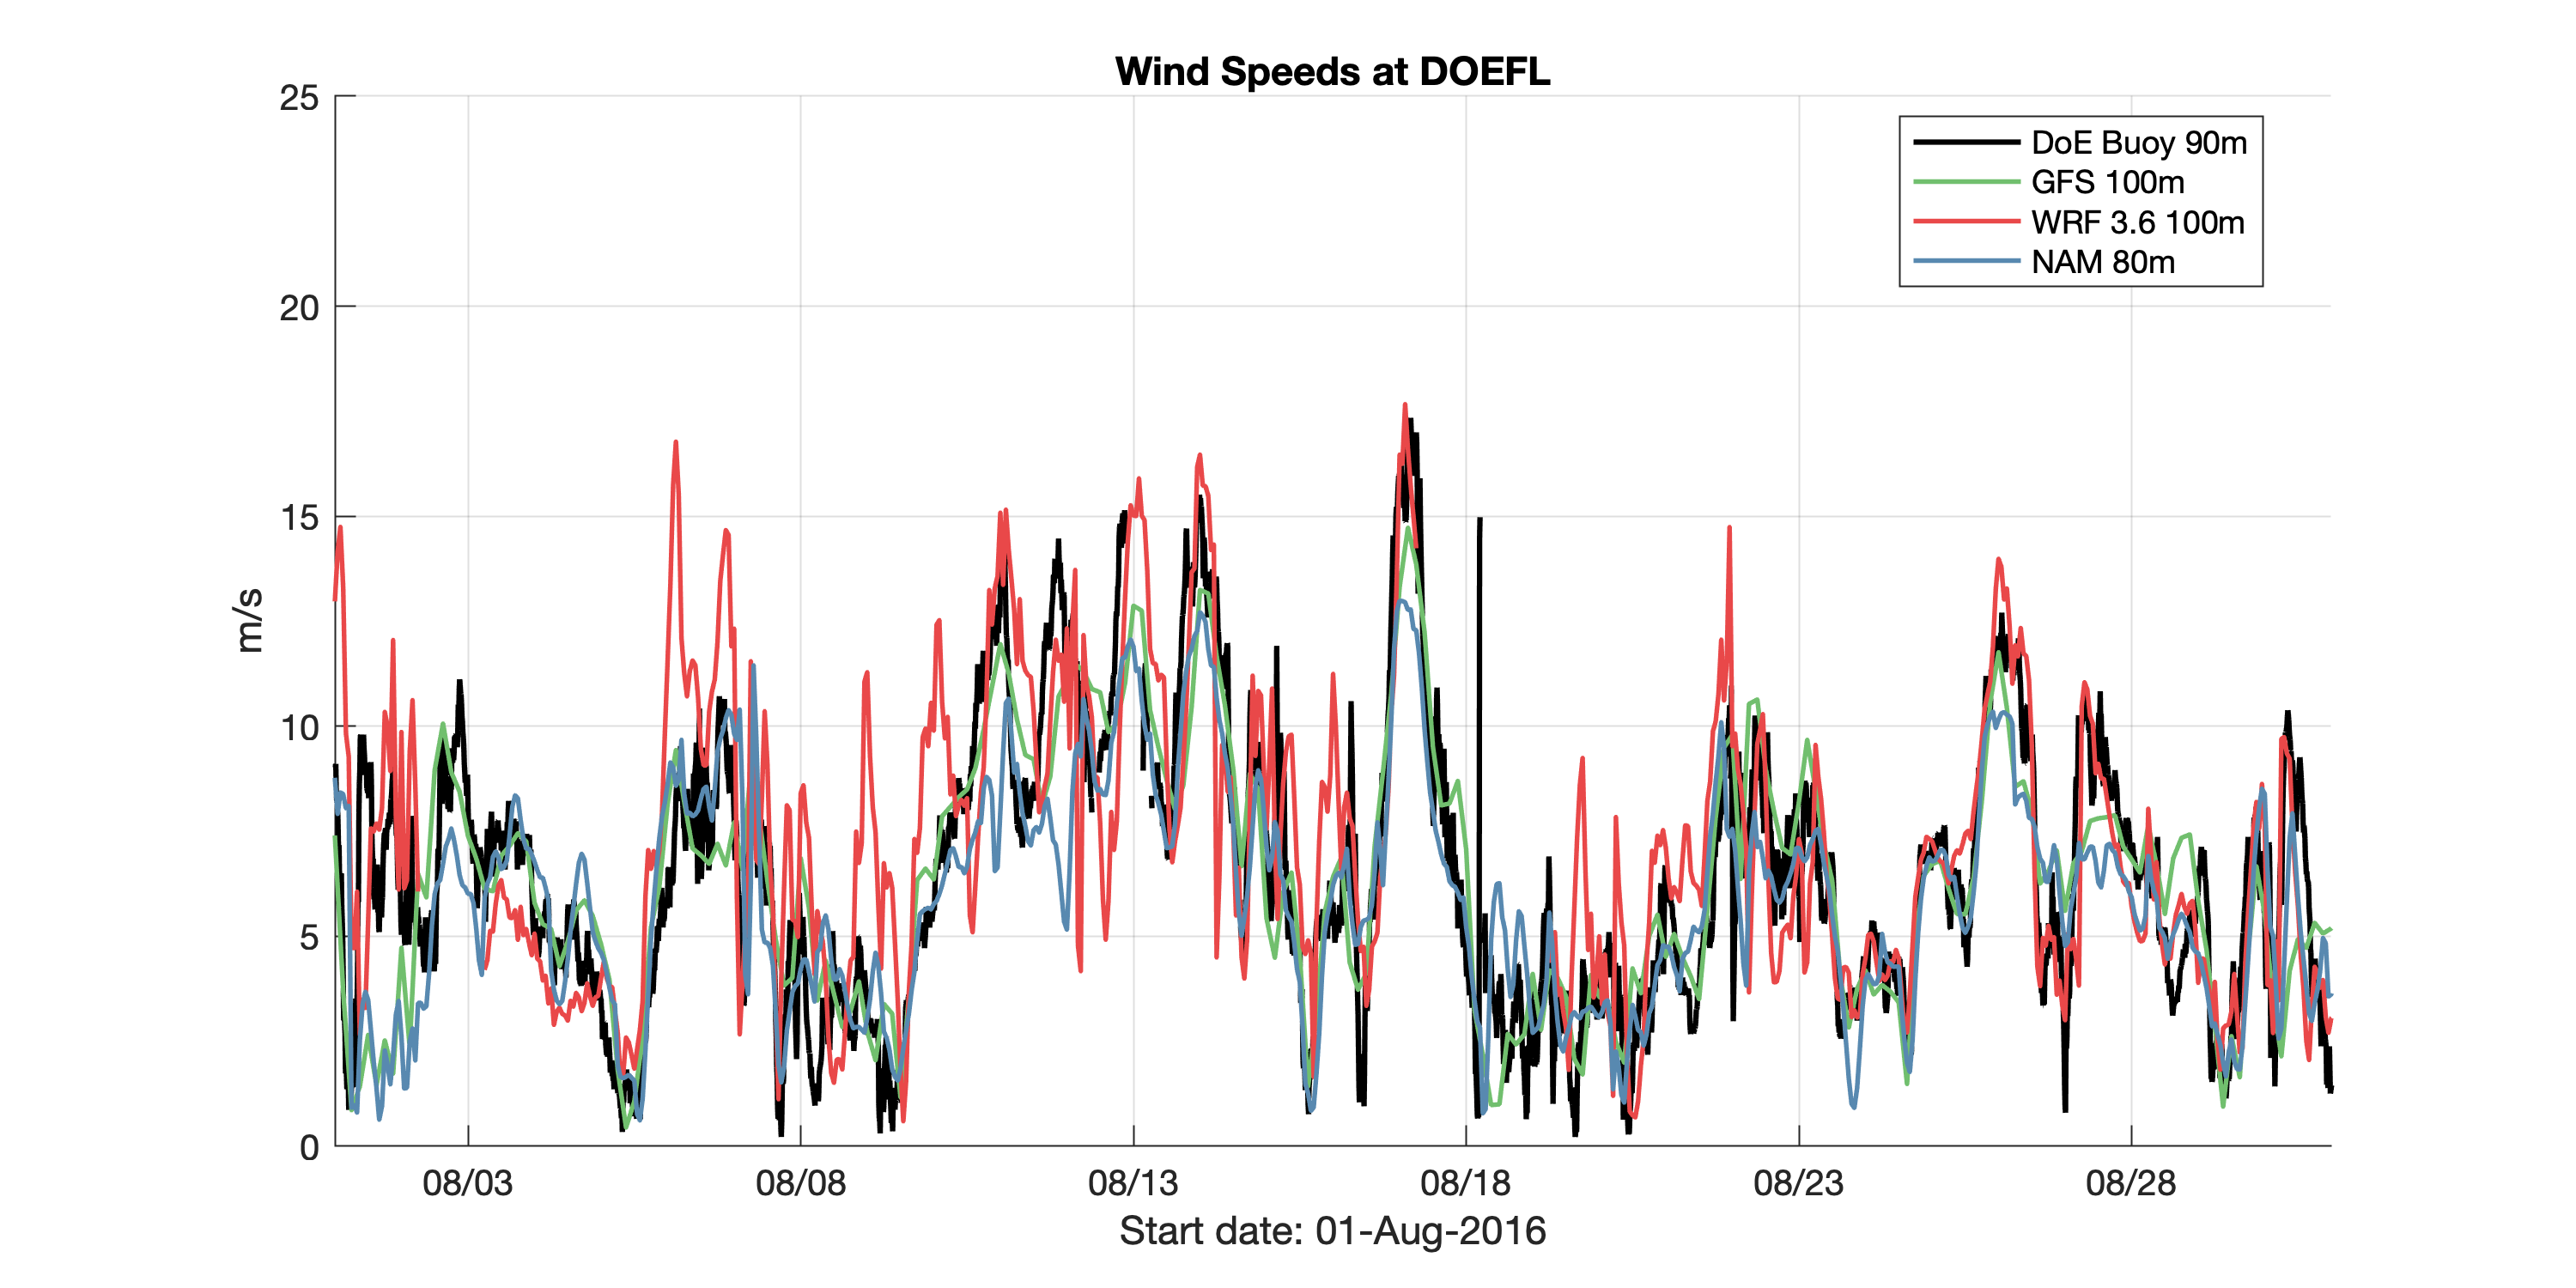 Wind Speeds at DOEFL
25
20
15
10
5
0
m/s
DoE Buoy 90m
GFS 100m
WRF 3.6 100m
NAM 80m
08/03 08/08 08/13 08/18 08/23 08/28
Start date: 01-Aug-2016